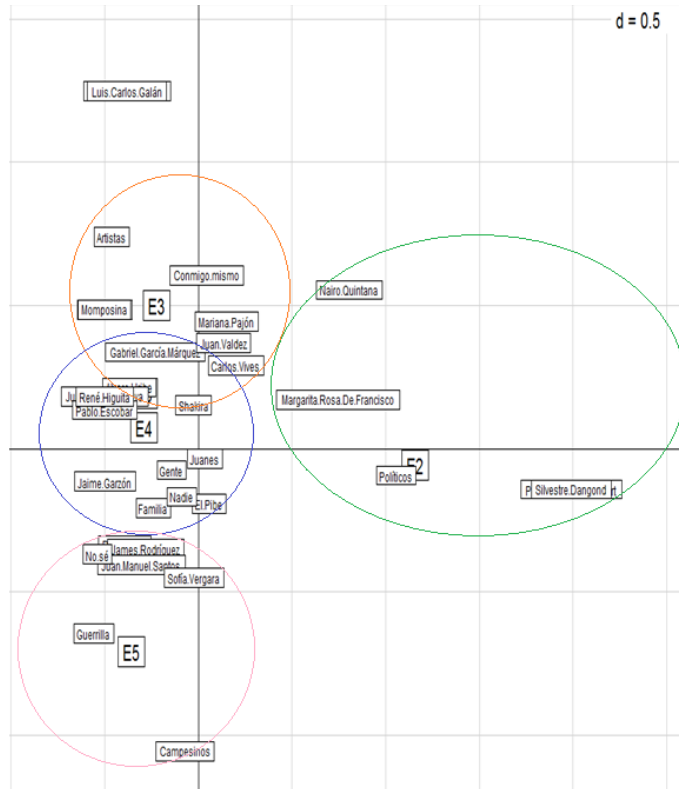 d = 0.5
Luis.Carlos.Galán
Artistas
Conmigo.mismo
Nairo.Quintana
Momposina
E3
Mariana.Pajón
Juan.Valdez
Gabriel.García.Márquez
Carlos.Vives
René.Higuita
Pablo.Escobar
Shakira
Margarita.Rosa.De.Francisco
E4
Juanes
Gente
E2
Políticos
Jaime.Garzón
Nadie
El.Pibe
Familia
Silvestre.Dangond
James.Rodríguez
No.sé
Juan.Manuel.Santos
Sofía.Vergara
Guerrilla
E5
Campesinos